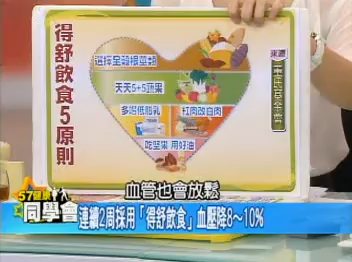 得舒飲食5原則
選擇全穀根莖類
天天5+5蔬果
多喝低脂乳
紅肉改白肉
吃堅果 用好油
血管也會放鬆
57健康
同學會
連續2周採用「得舒飲食」血壓降8~10%